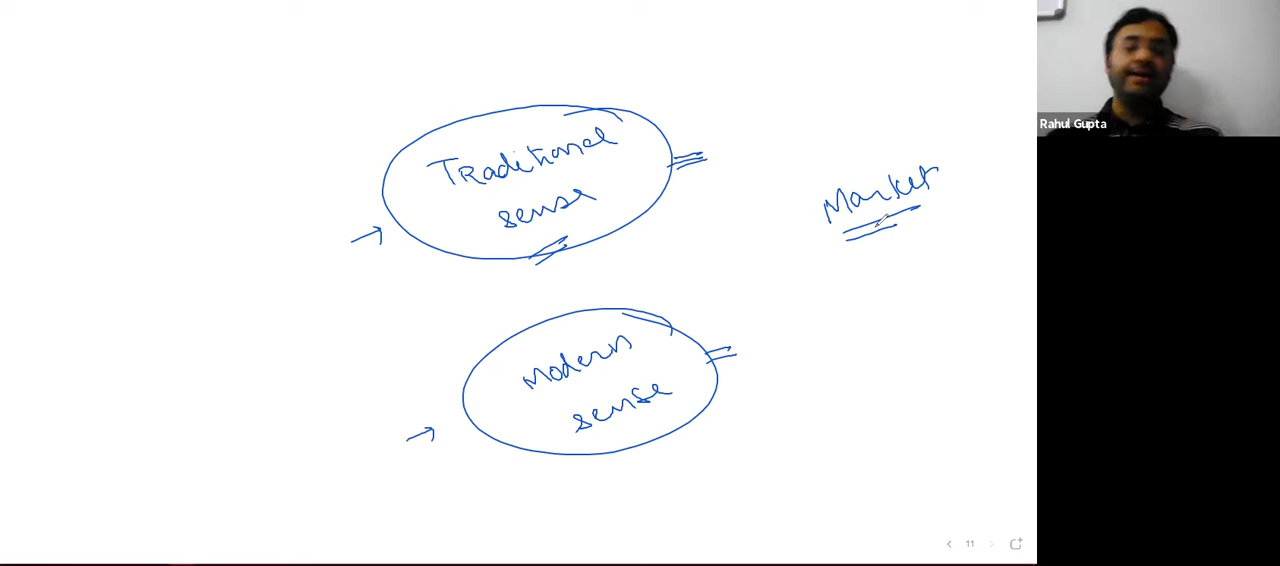 Traditional
sense
Market
Modern
sense
Rahul Gupta
11